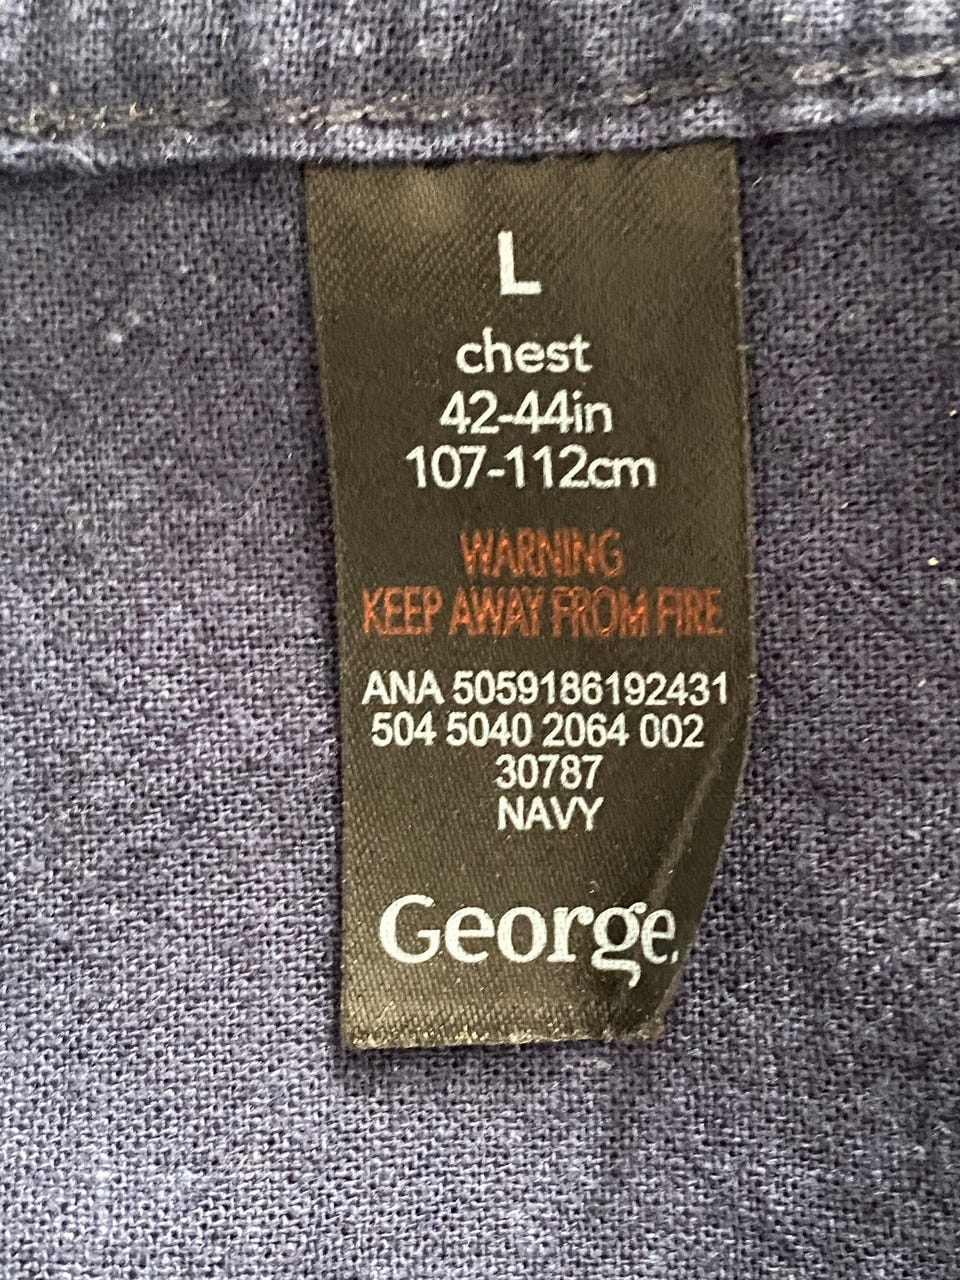 L
chest
42-44in
107-112cm
WARNING
KEEP AWAY FROM FIRE
ANA 5059186192431
504 5040 2064 002
30787
NAVY
George.